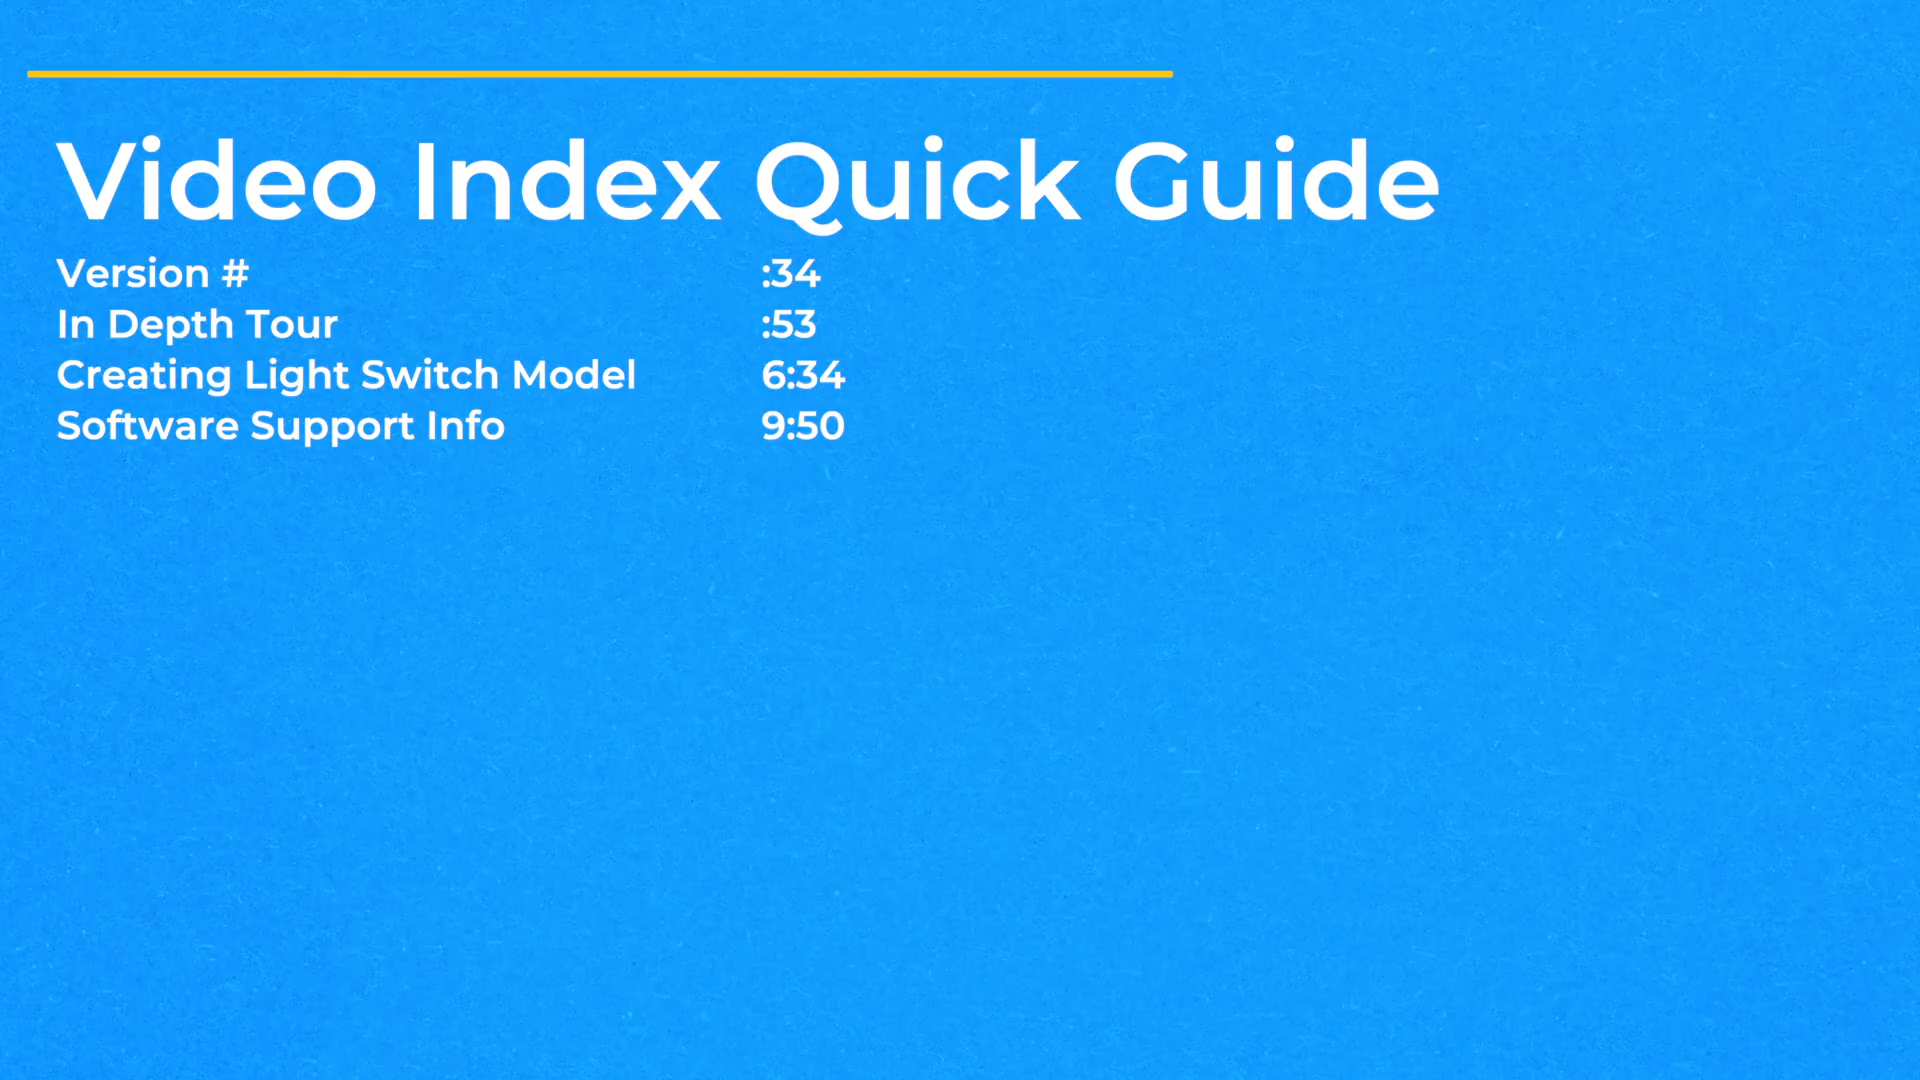 Video Index Quick Guide
Version # :34
In Depth Tour :53
Creating Light Switch Model 6:34
Software Support Info 9:50